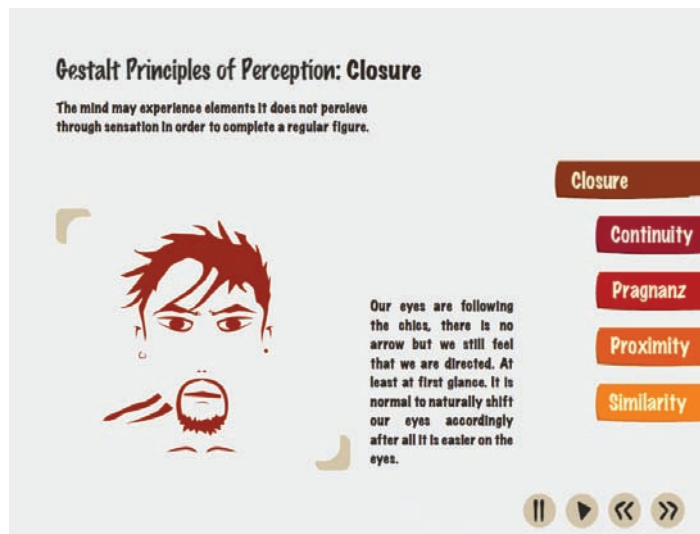 Gestalt Principles of Perception: Closure
The mind may experience elements it does not percieve
through sensation in order to complete a regular figure.
Closure
Continuity
Pragnanz
Proximity
Similarity
Our eyes are following
the chics, there is no
arrow but we still feel
that we are directed. At
least at first glance. It is
normal to naturally shift
our eyes accordingly
after all it is easier on the
eyes.